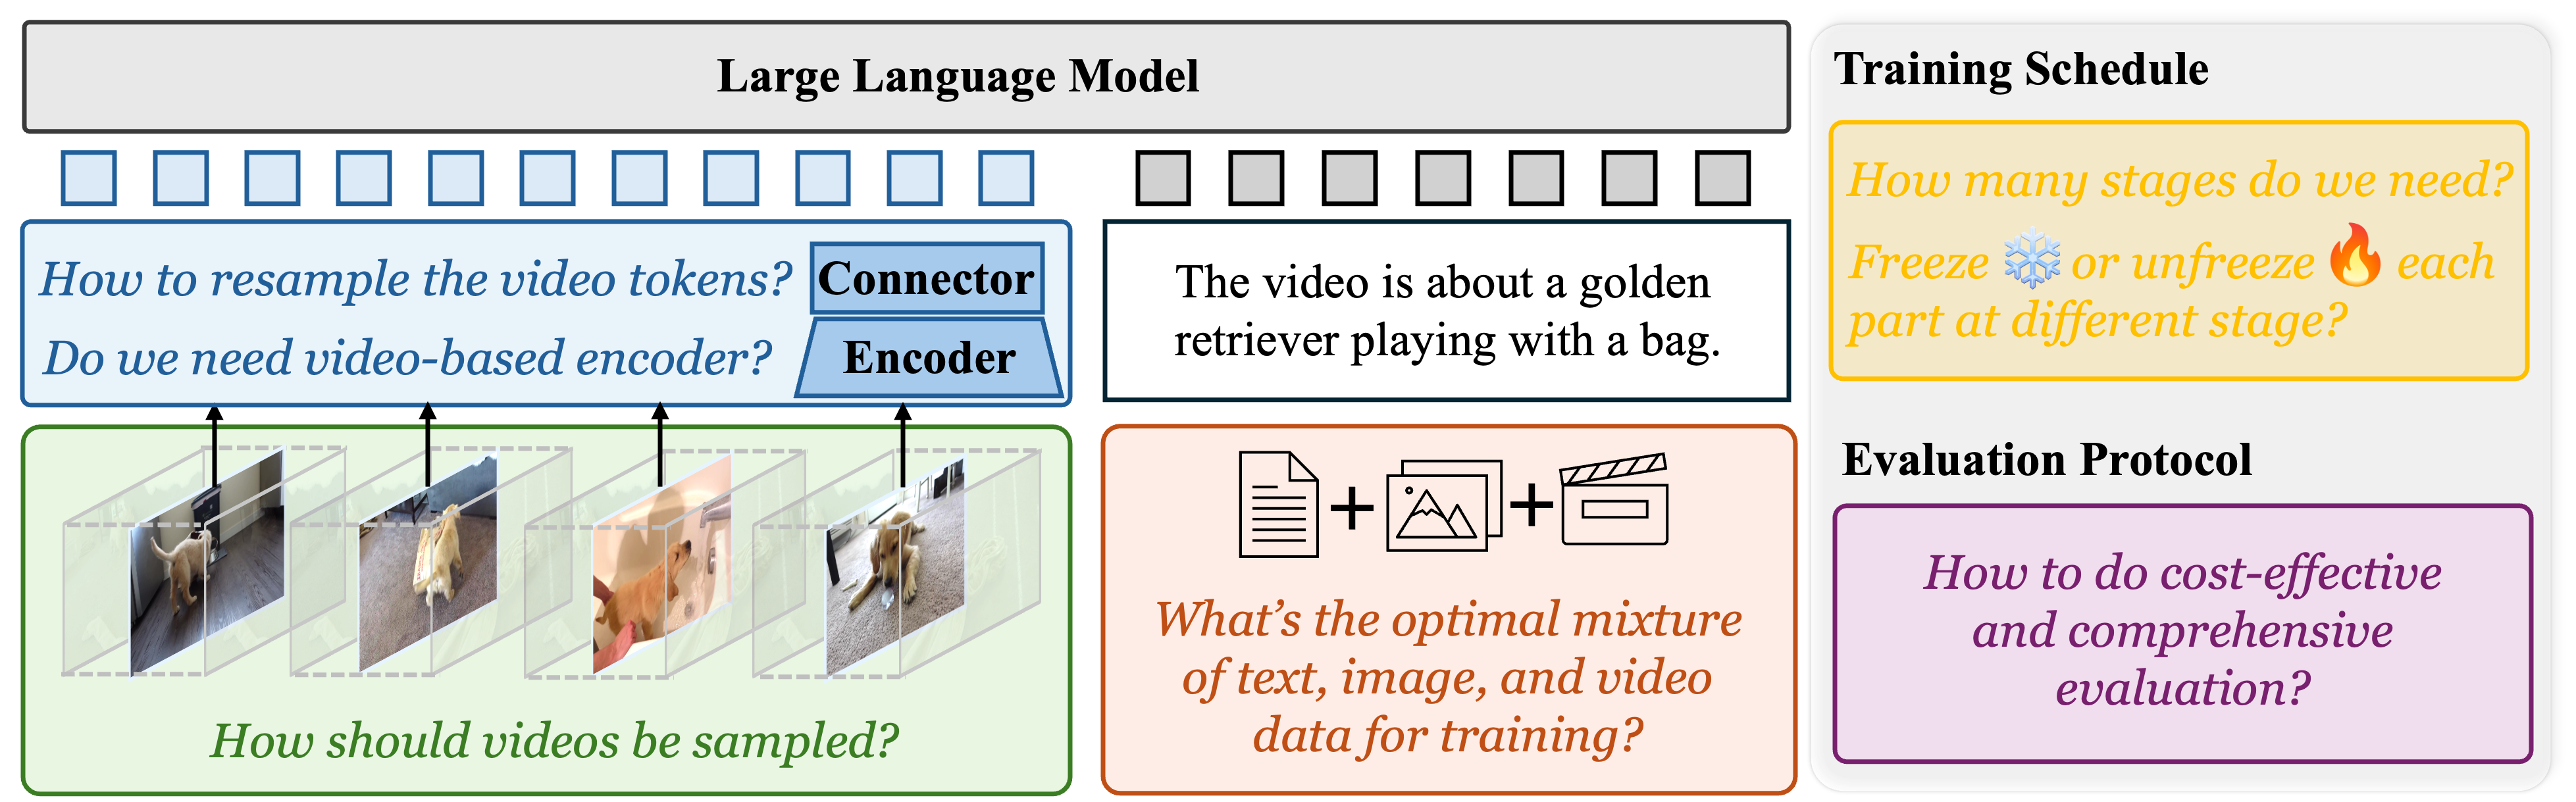 Large Language Model
How to resample the video tokens?
Connector
Do we need video-based encoder?
Encoder
How should videos be sampled?
The video is about a golden
retriever playing with a bag.
+ +
What’s the optimal mixture
of text, image, and video
data for training?
Training Schedule
How many stages do we need?
Freeze ❄️ or unfreeze 🔥 each
part at different stage?
Evaluation Protocol
How to do cost-effective
and comprehensive
evaluation?